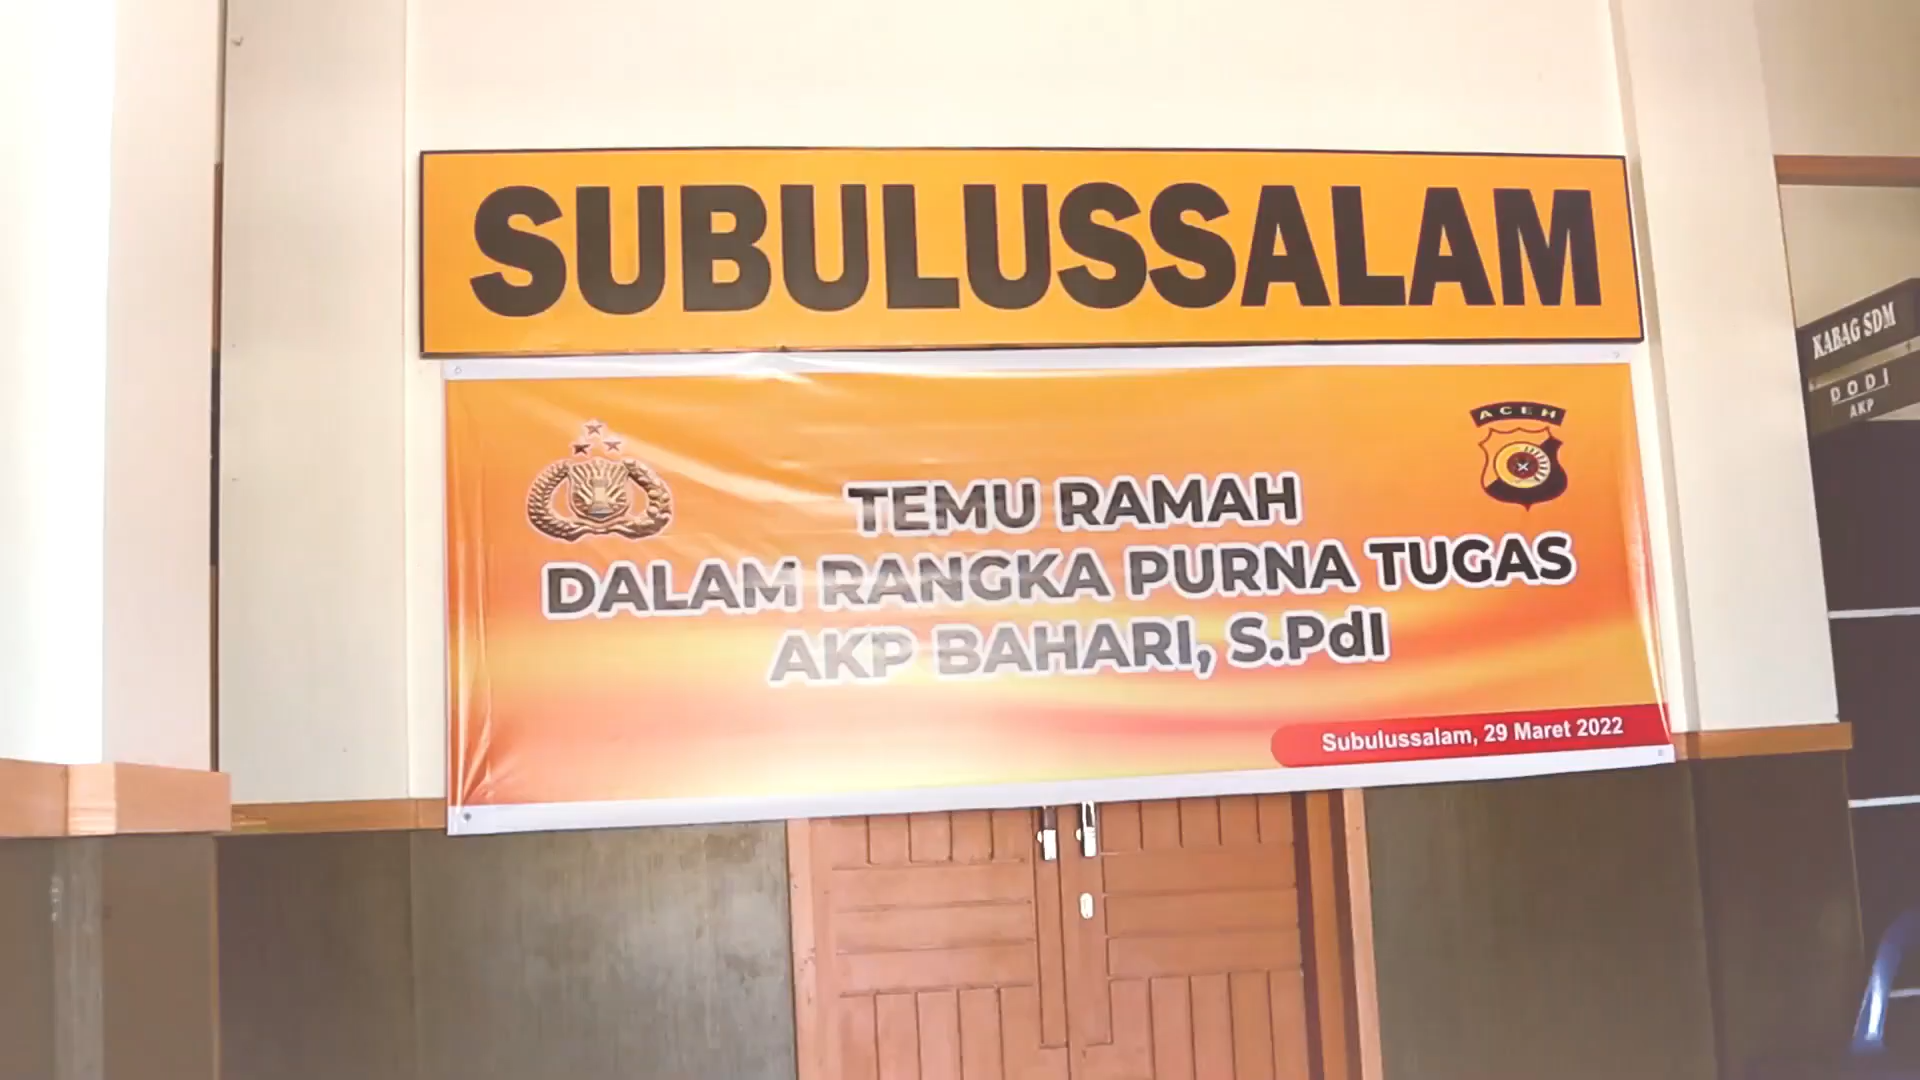 SUBULUSSALAM
ACEH
TEMU RAMAH
DALAM RANGKA PURNA TUGAS
AKP BAHARI, S.PdI
Subulussalam, 29 Maret 2022
KABAG SDM
DODI
AKP